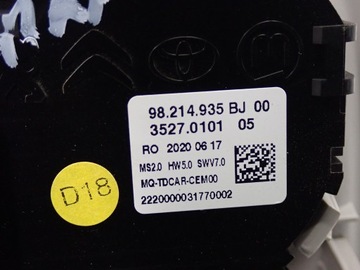 98.214.935 BJ 00
3527.0101 05
RO 2020 06 17
MS2.0 HW5.0 SWV7.0
MQ-TDCAR-CEM00
2220000031770002
D18